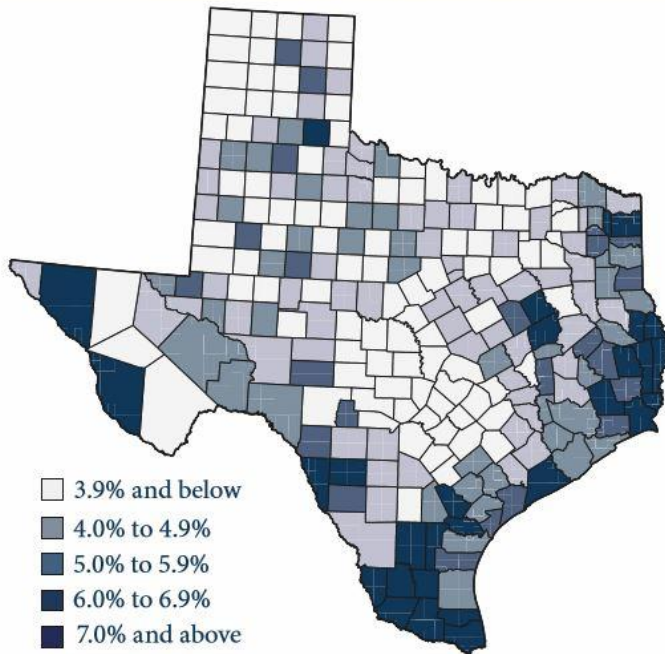 3.9% and below
4.0% to 4.9%
5.0% to 5.9%
6.0% to 6.9%
7.0% and above